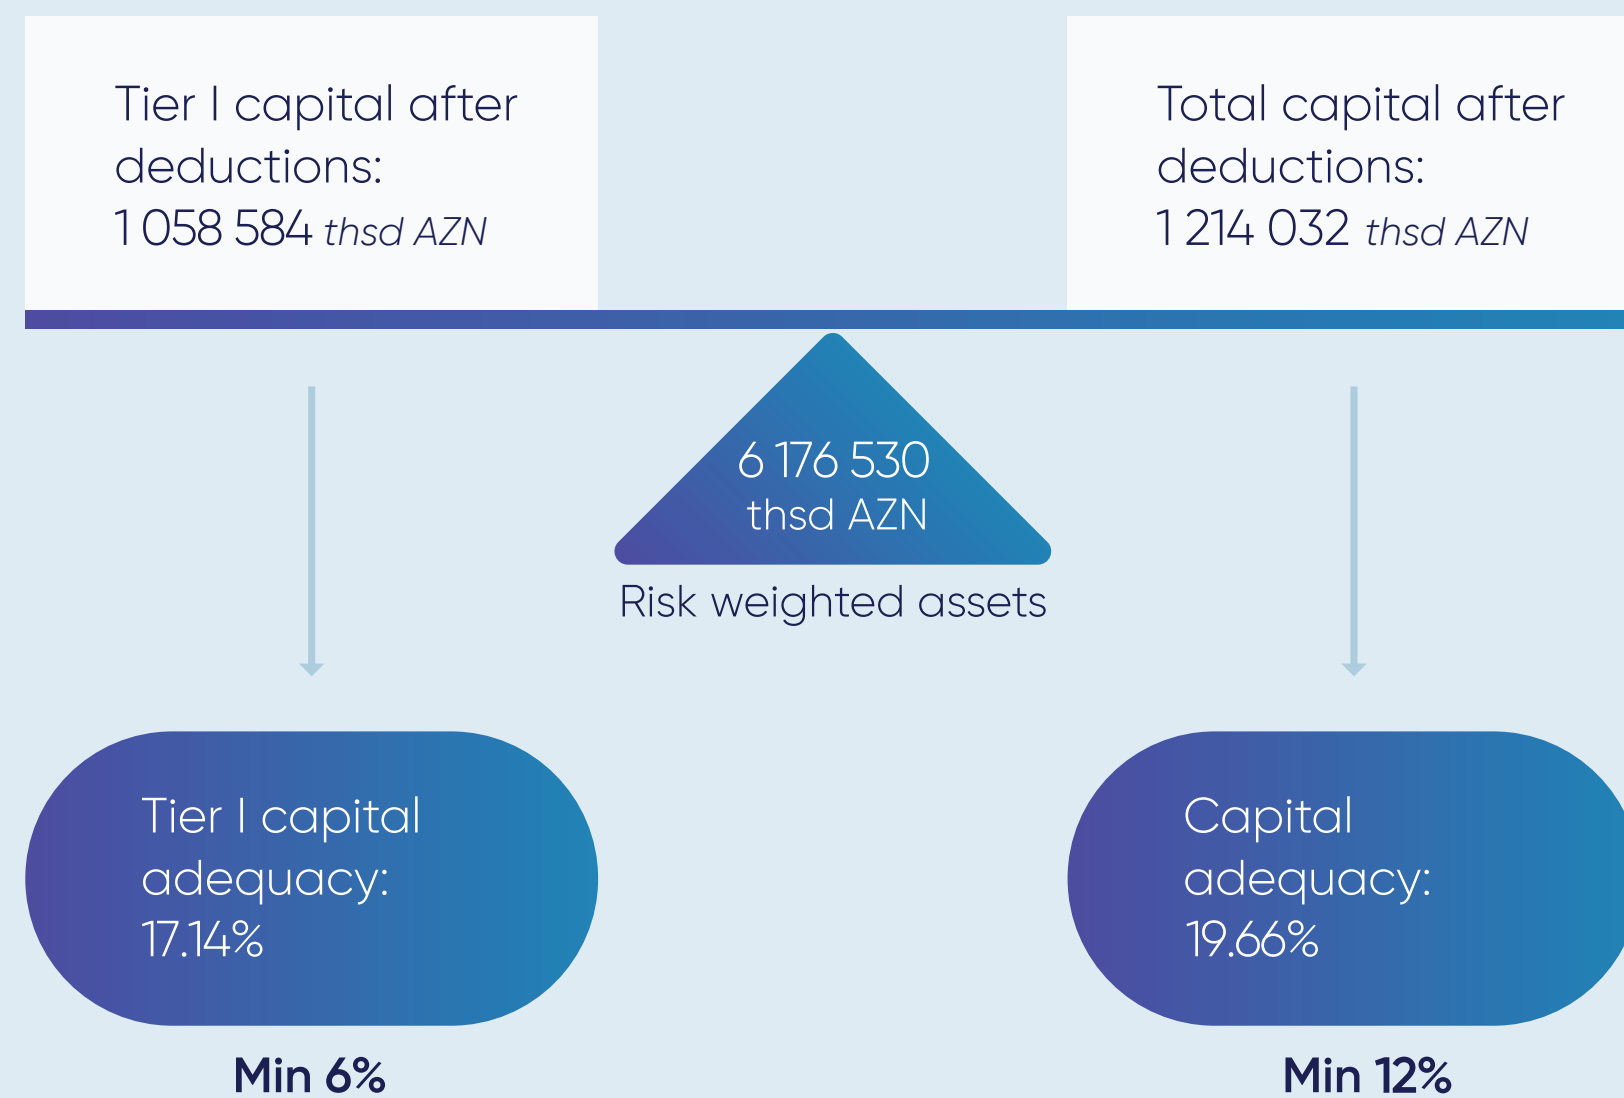 Tier I capital after
deductions:
1 058 584 thsd AZN
Total capital after
deductions:
1 214 032 thsd AZN
6 176 530
thsd AZN
Risk weighted assets
Tier I capital
adequacy:
17.14%
Min 6%
Capital
adequacy:
19.66%
Min 12%